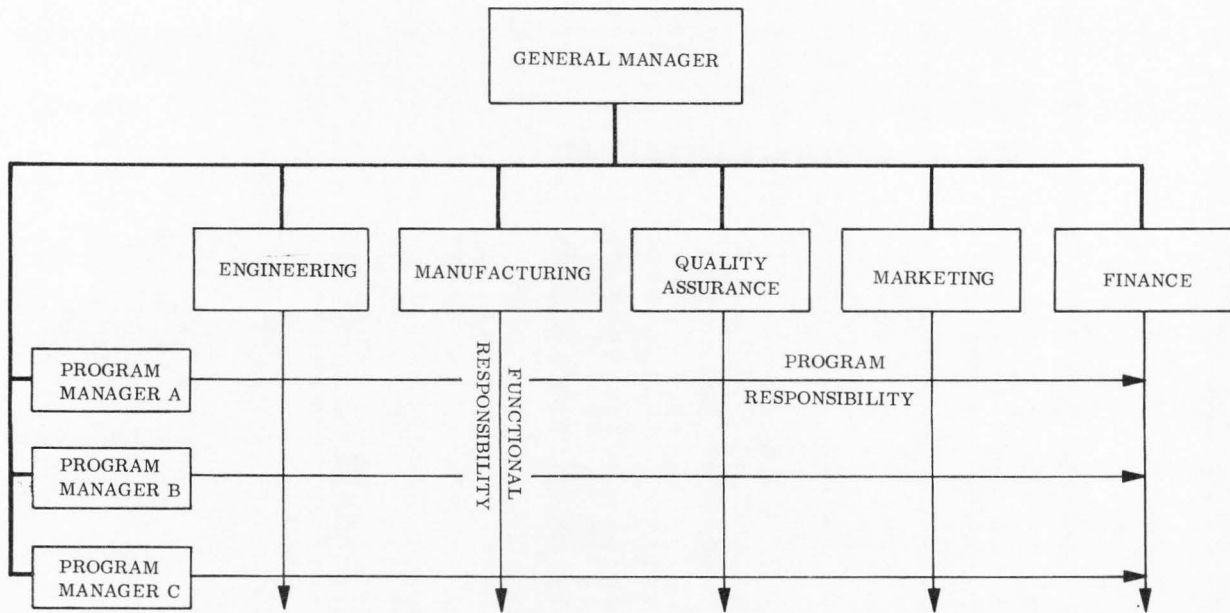 GENERAL MANAGER
ENGINEERING
MANUFACTURING
QUALITY
ASSURANCE
MARKETING
FINANCE
PROGRAM
MANAGER A
FUNCTIONAL
RESPONSIBILITY
PROGRAM
RESPONSIBILITY
PROGRAM
MANAGER B
PROGRAM
MANAGER C